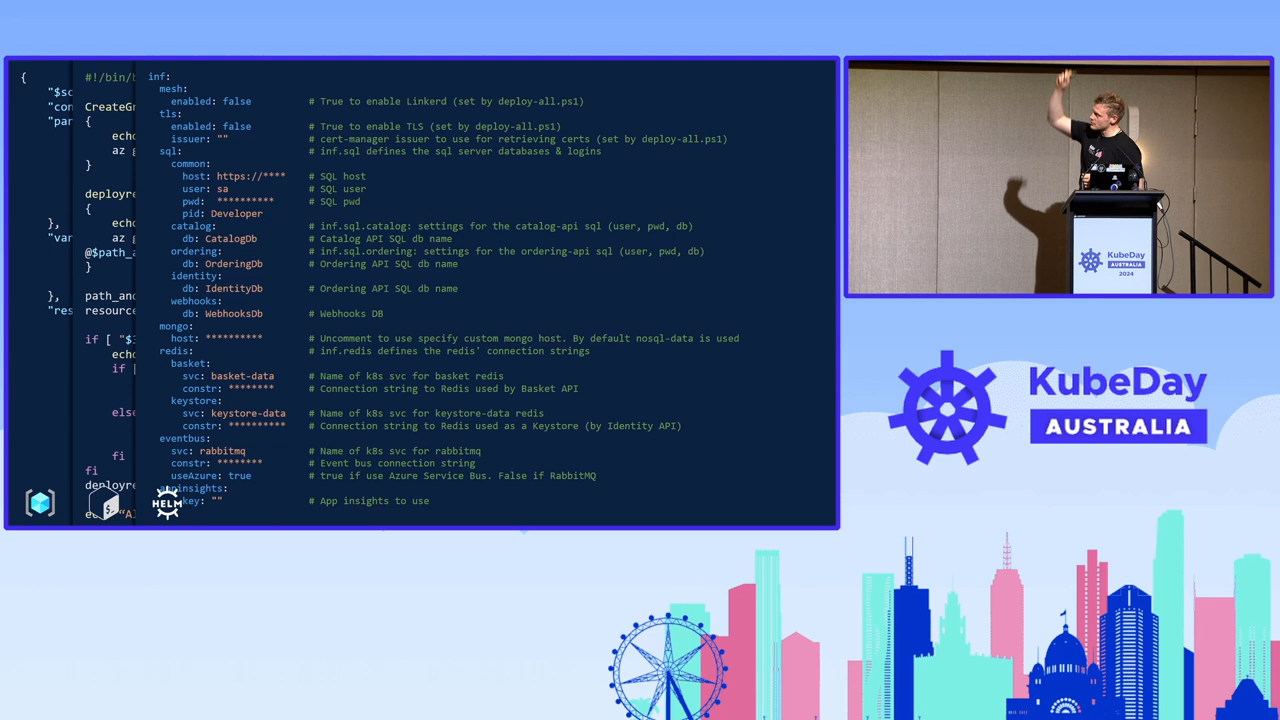 {
"$sc
"con
"par
},
"var
},
"res
#!/bin/b
CreateGr
{
echo
az g
}
deployre
{
echo
az g
@$path_a
}
path_and
resource
if [ "$
echo
if [
else
fi
fi
deployre
inf:
mesh:
enabled: false # True to enable Linkerd (set by deploy-all.ps1)
tls:
enabled: false # True to enable TLS (set by deploy-all.ps1)
issuer: "" # cert-manager issuer to use for retrieving certs (set by deploy-all.ps1)
sql: # inf.sql defines the sql server databases & logins
common:
host: https://**** # SQL host
user: sa # SQL user
pwd: ********** # SQL pwd
pid: Developer
catalog: # inf.sql.catalog: settings for the catalog-api sql (user, pwd, db)
db: CatalogDb # Catalog API SQL db name
ordering: # inf.sql.ordering: settings for the ordering-api sql (user, pwd, db)
db: OrderingDb # Ordering API SQL db name
identity:
db: IdentityDb # Ordering API SQL db name
webhooks:
db: WebhooksDb # Webhooks DB
mongo:
host: ********** # Uncomment to use specify custom mongo host. By default nosql-data is used
redis: # inf.redis defines the redis' connection strings
basket:
svc: basket-data # Name of k8s svc for basket redis
constr: ******** # Connection string to Redis used by Basket API
keystore:
svc: keystore-data # Name of k8s svc for keystore-data redis
constr: ********** # Connection string to Redis used as a Keystore (by Identity API)
eventbus:
svc: rabbitmq # Name of k8s svc for rabbitmq
constr: ******** # Event bus connection string
useAzure: true # true if use Azure Service Bus. False if RabbitMQ
appinsights:
key: "" # App insights to use
HELM
KubeDay
AUSTRALIA
2024
KubeDay
AUSTRALIA